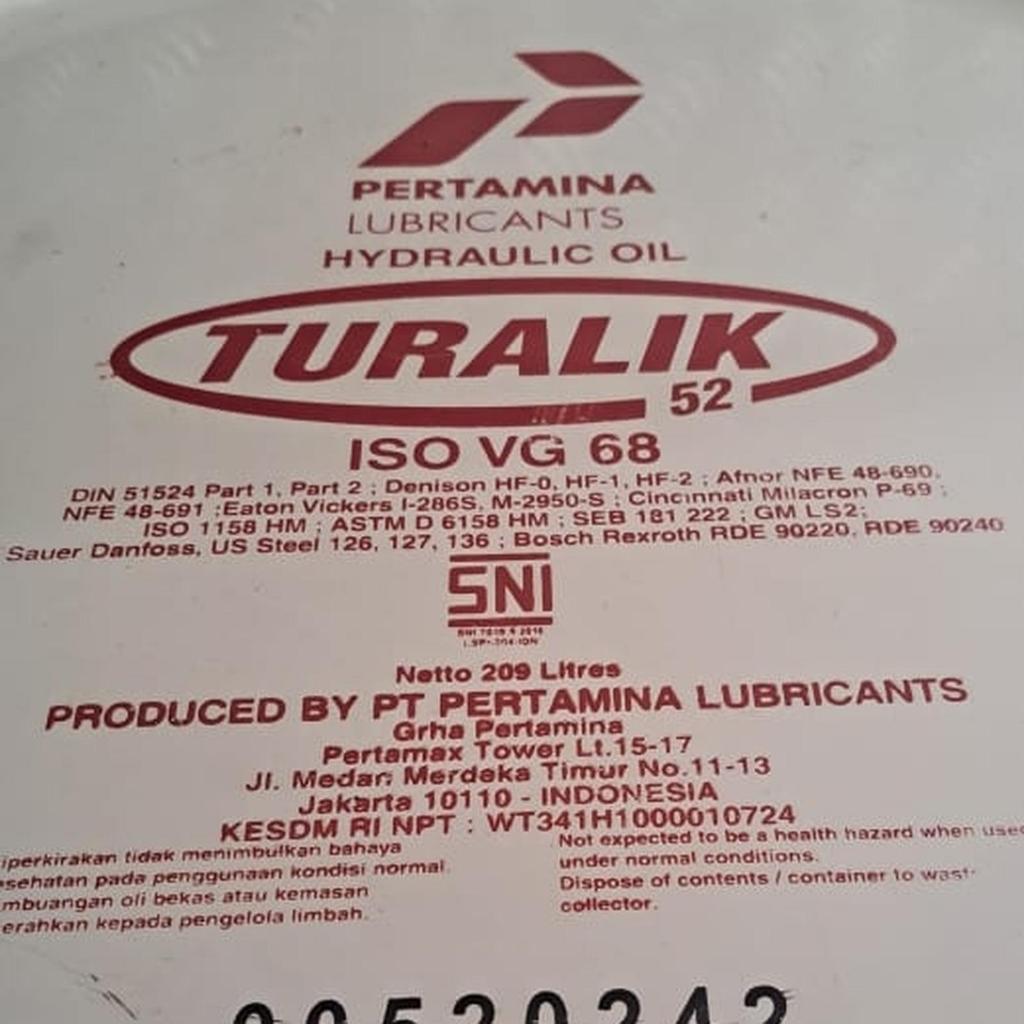 PERTAMINA
LUBRICANTS
HYDRAULIC OIL
TURALIK
52
ISO VG 68
DIN 51524 Part 1, Part 2 ; Denison HF-0, HF-1, HF-2 ; Afnor NFE 48-690,
NFE 48-691 ;Eaton Vickers I-286S, M-2950-S ; Cincinnati Milacron P-69 ;
ISO 1158 HM ; ASTM D 6158 HM ; SEB 181 222 ; GM LS2;
Sauer Danfoss, US Steel 126, 127, 136 ; Bosch Rexroth RDE 90220, RDE 90240
SNI
Netto 209 Litres
PRODUCED BY PT PERTAMINA LUBRICANTS
Grha Pertamina
Pertamax Tower Lt.15-17
Jl. Medan Merdeka Timur No.11-13
Jakarta 10110 - INDONESIA
KESDM RI NPT : WT341H1000010724
iperkirakan tidak menimbulkan bahaya
sehatan pada penggunaan kondisi normal.
mbuangan oli bekas atau kemasan
erahkan kepada pengelola limbah.
Not expected to be a health hazard when used
under normal conditions.
Dispose of contents / container to wast
collector.